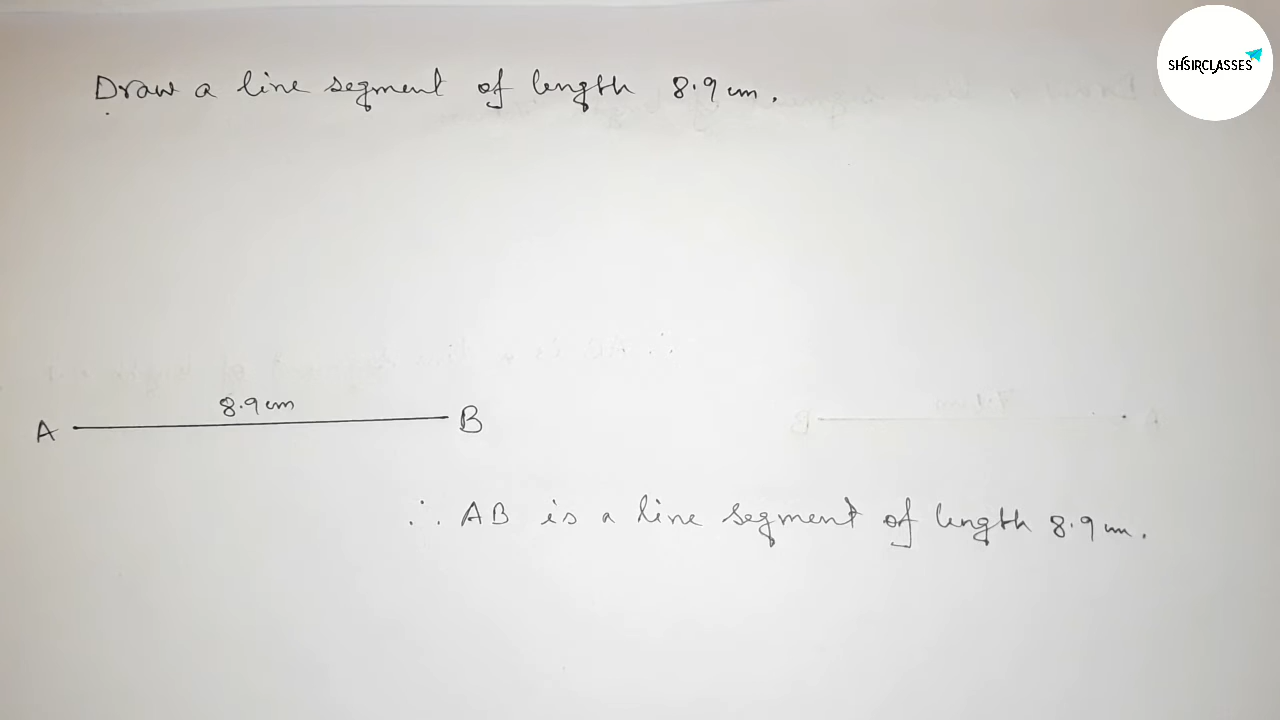 SHSIRCLASSES
Draw a line segment of length 8.9 cm.
8.9 cm
A B
∴ AB is a line segment of length 8.9 cm.